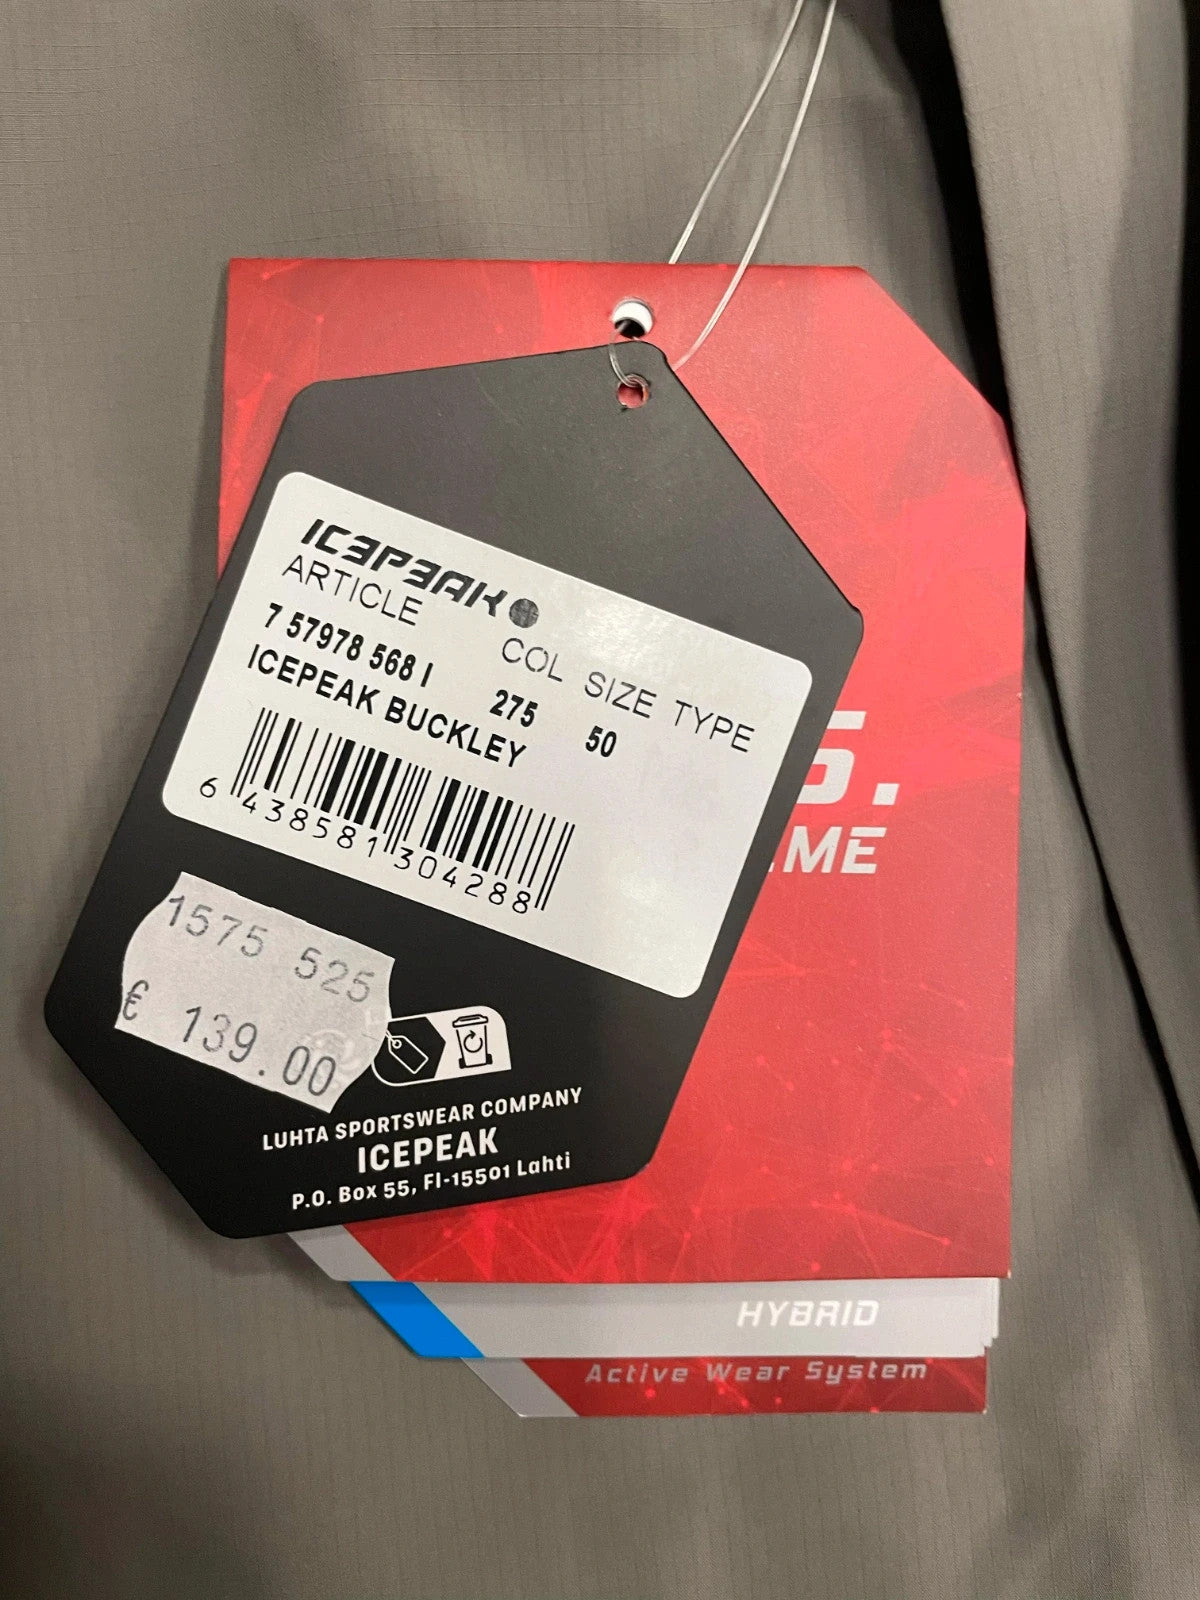 ICEPEAK
ARTICLE COL SIZE TYPE
7 57978 568 I 275 50
ICEPEAK BUCKLEY
6 438581 304288
1575 525
€ 139.00
LUHTA SPORTSWEAR COMPANY
ICEPEAK
P.O. Box 55, FI-15501 Lahti
S.
ME
HYBRID
Active Wear System